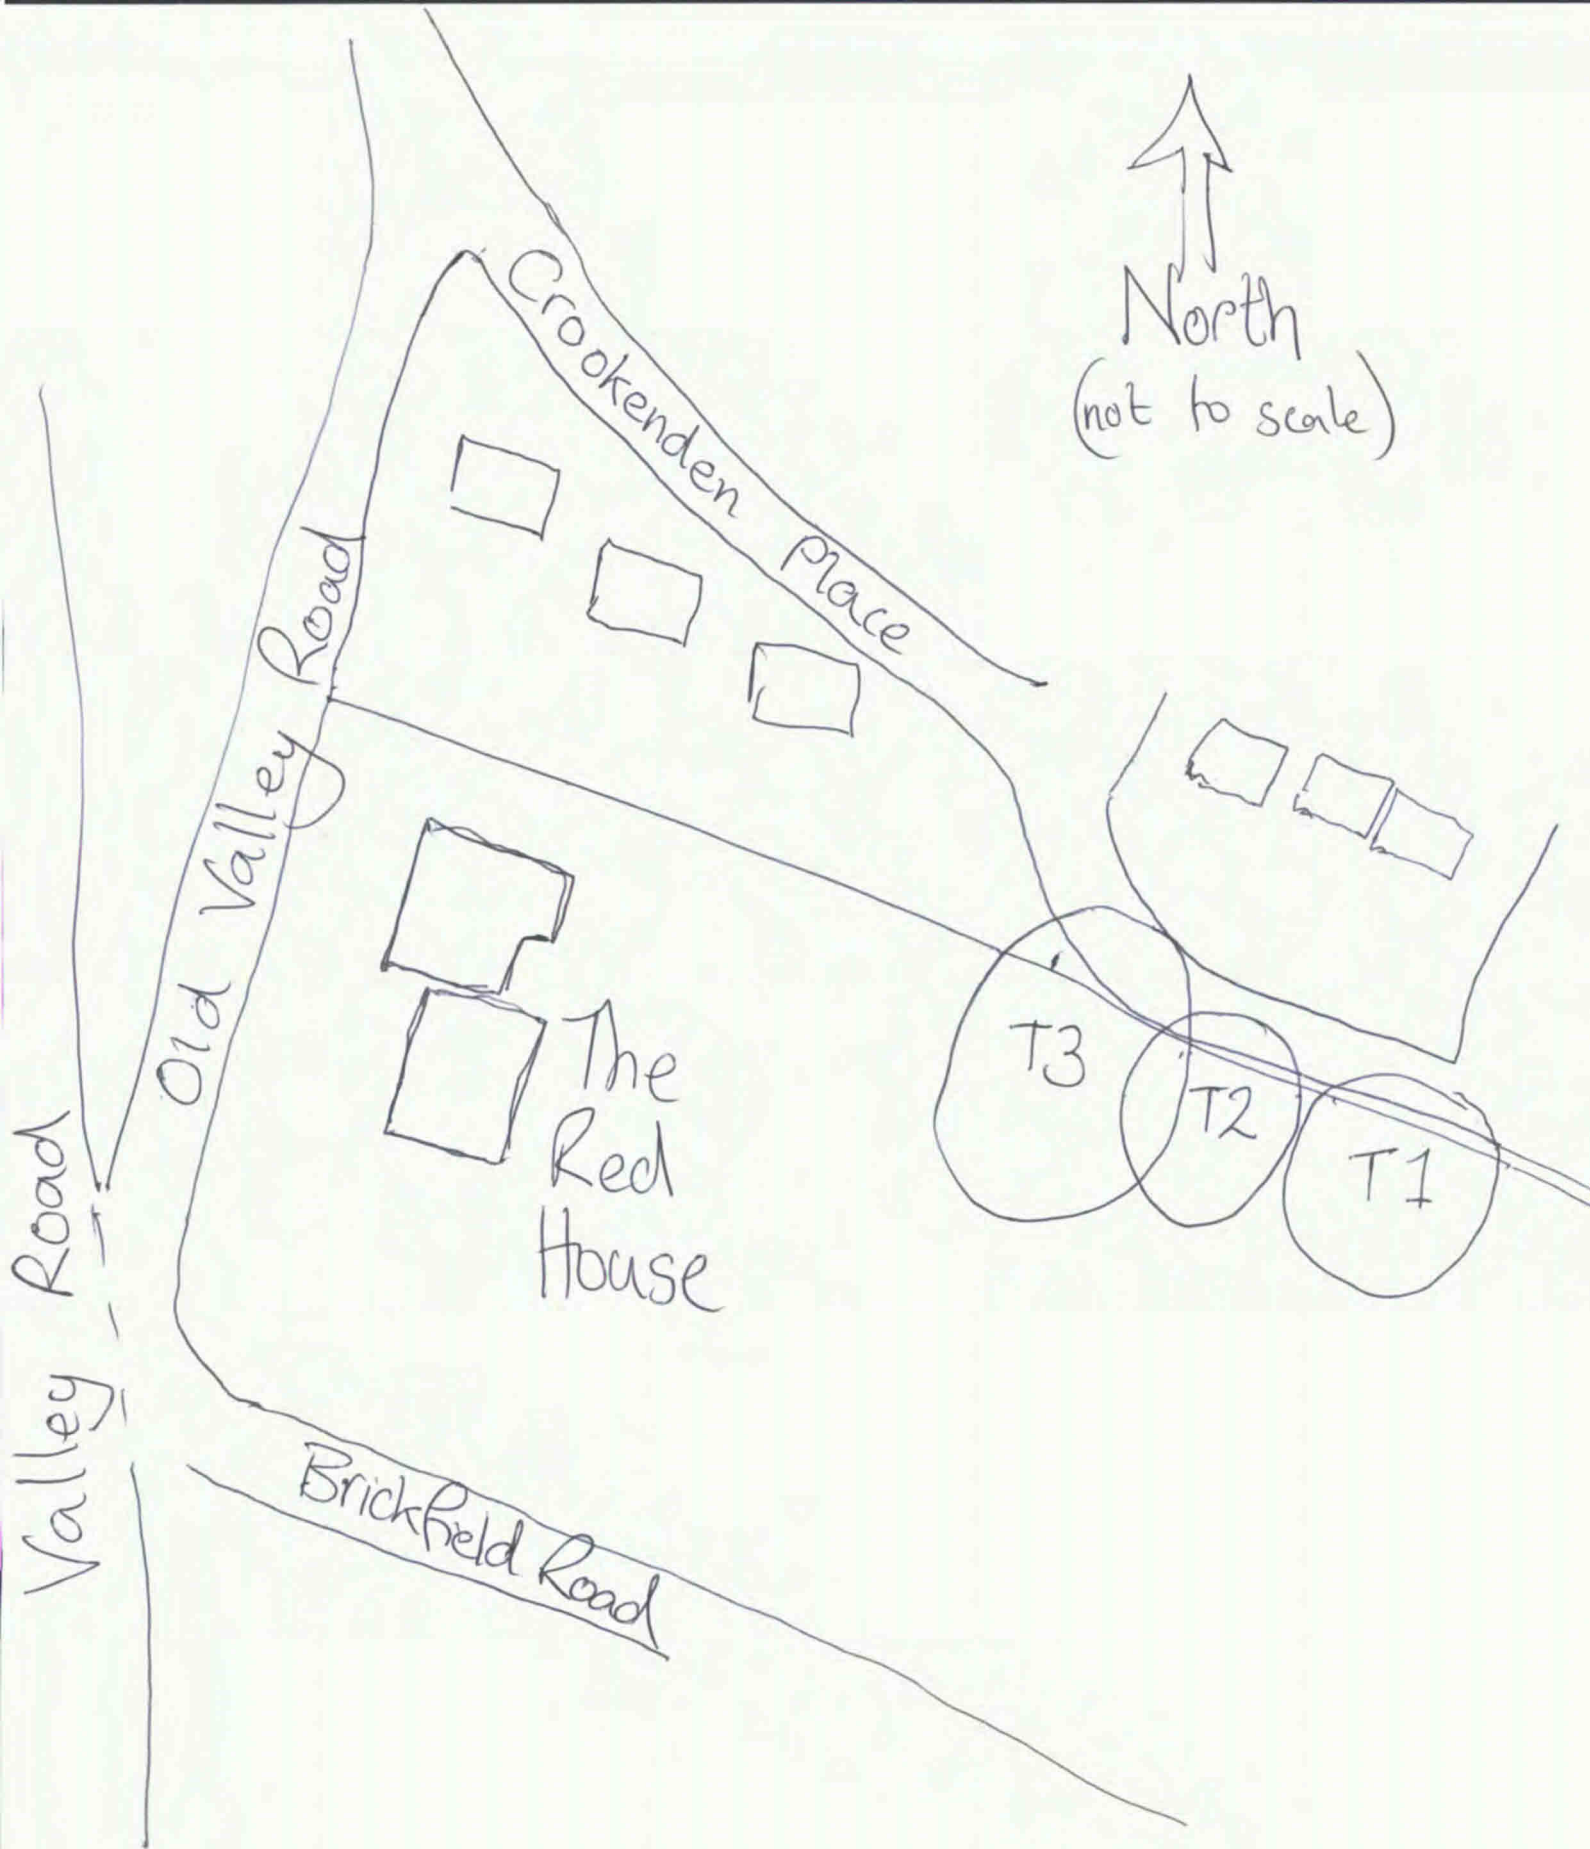 Crookenden Place
North
(not to scale)
Old Valley Road
The
Red
House
T3
T2
T1
Valley Road
Brickfield Road